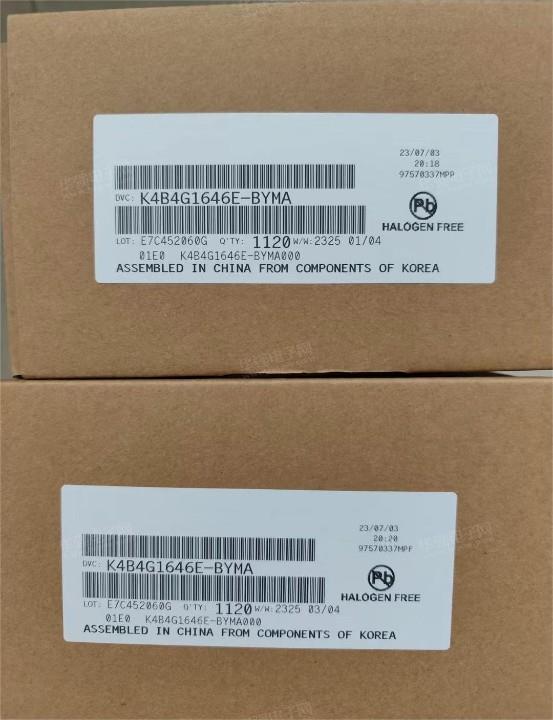 23/07/03
20:18
97570337MPP
DVC: K4B4G1646E-BYMA
Pb
HALOGEN FREE
LOT: E7C452060G Q'TY: 1120 W/W: 2325 01/04
01E0 K4B4G1646E-BYMA000
ASSEMBLED IN CHINA FROM COMPONENTS OF KOREA
23/07/03
20:20
97570337MPF
DVC: K4B4G1646E-BYMA
Pb
HALOGEN FREE
LOT: E7C452060G Q'TY: 1120 W/W: 2325 03/04
01E0 K4B4G1646E-BYMA000
ASSEMBLED IN CHINA FROM COMPONENTS OF KOREA